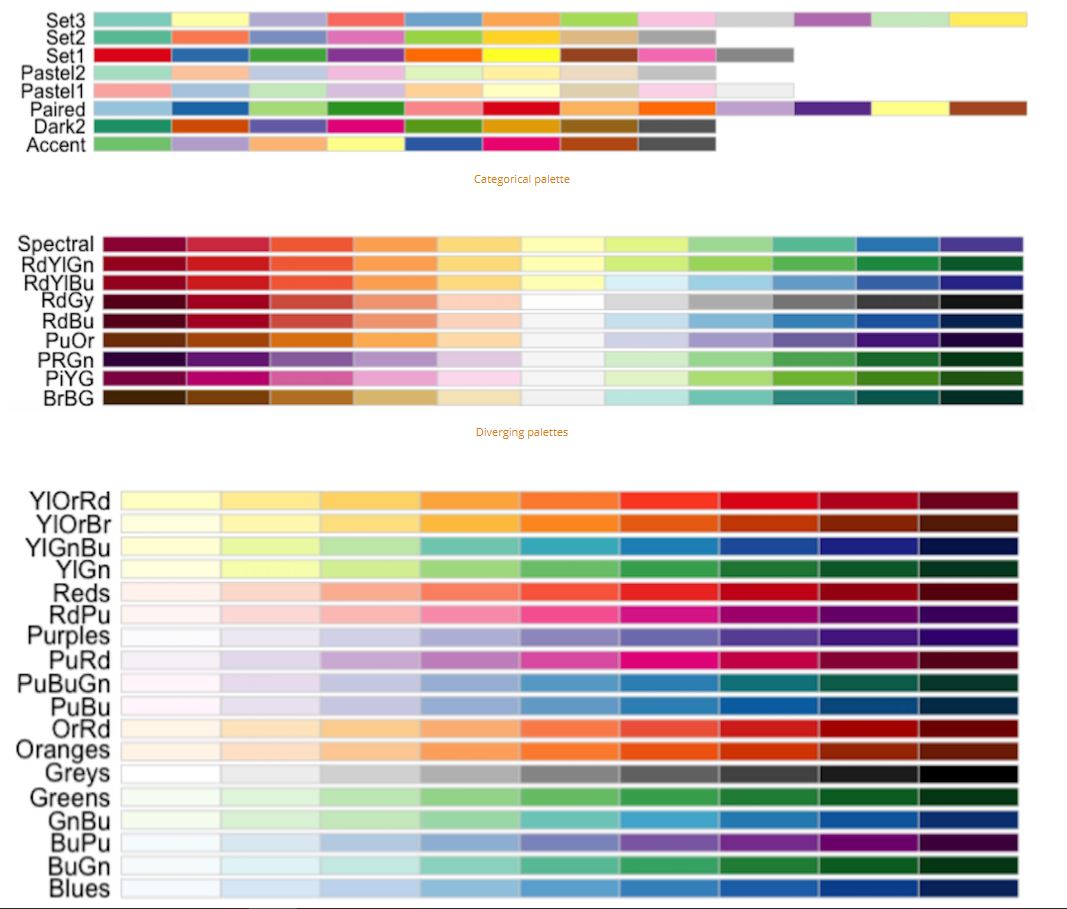 Set3
Set2
Set1
Pastel2
Pastel1
Paired
Dark2
Accent
Categorical palette
Spectral
RdYlGn
RdYlBu
RdGy
RdBu
PuOr
PRGn
PiYG
BrBG
Diverging palettes
YlOrRd
YlOrBr
YlGnBu
YlGn
Reds
RdPu
Purples
PuRd
PuBuGn
PuBu
OrRd
Oranges
Greys
Greens
GnBu
BuPu
BuGn
Blues